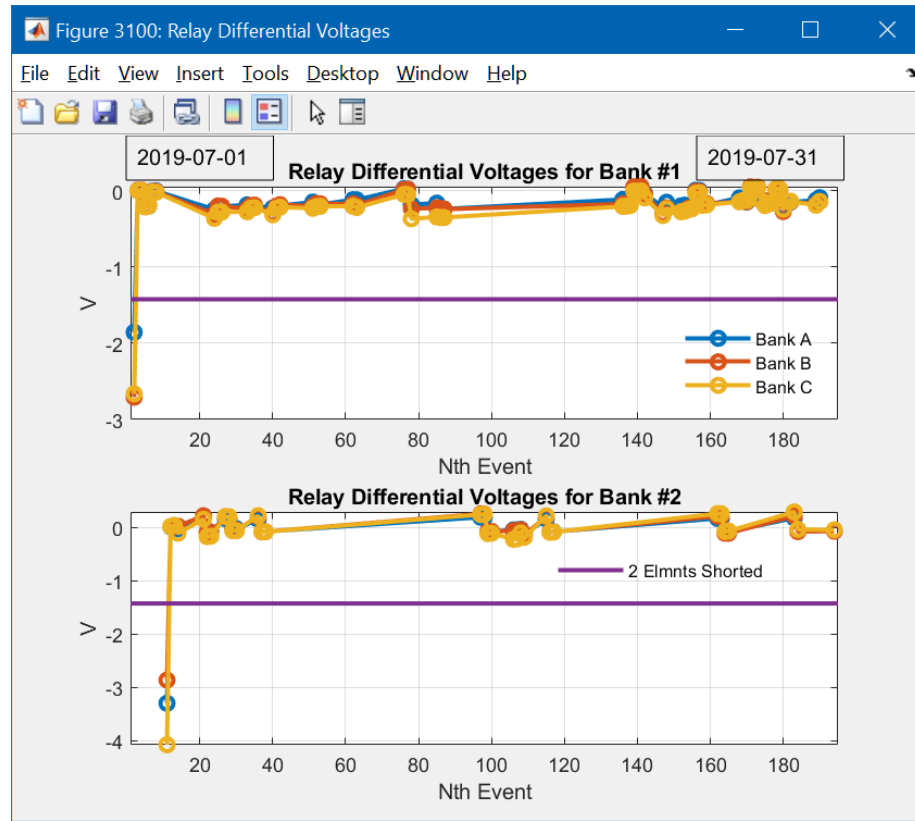 Figure 3100: Relay Differential Voltages
File Edit View Insert Tools Desktop Window Help
2019-07-01
2019-07-31
Relay Differential Voltages for Bank #1
0
-1
-2
-3
V
20 40 60 80 100 120 140 160 180
Nth Event
Bank A
Bank B
Bank C
Relay Differential Voltages for Bank #2
0
-1
-2
-3
-4
V
20 40 60 80 100 120 140 160 180
Nth Event
2 Elmnts Shorted